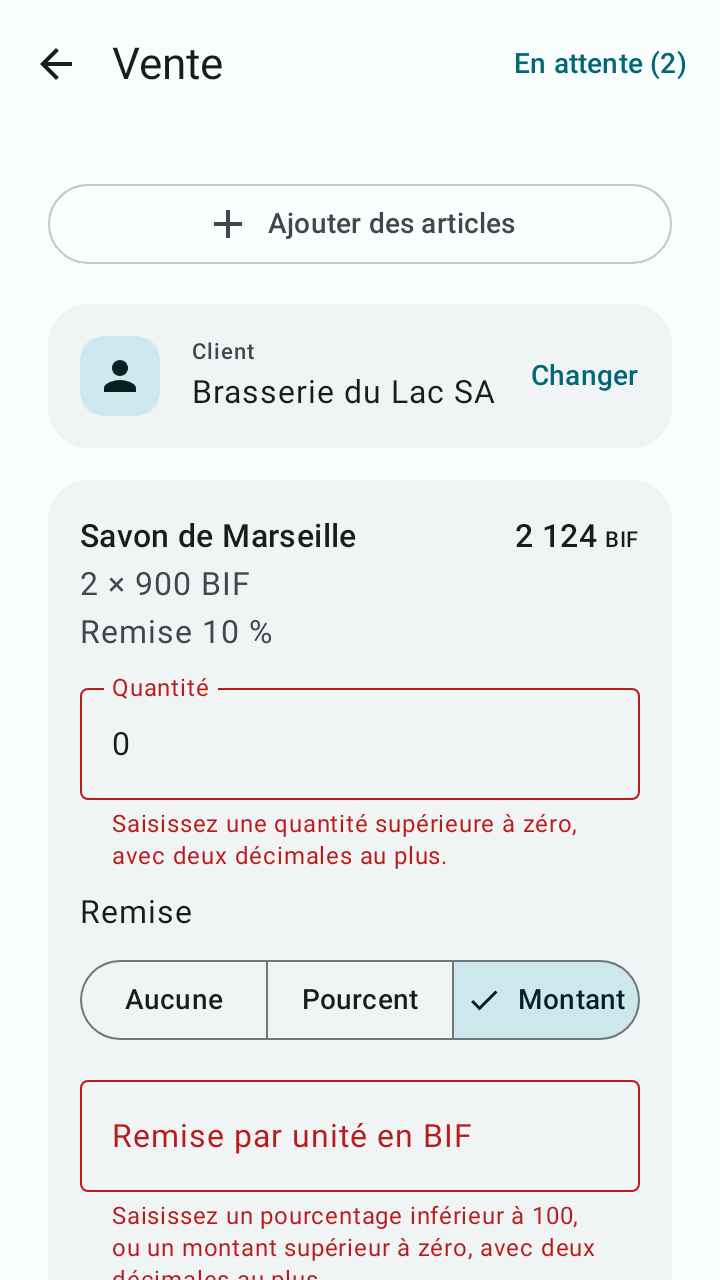 Vente
En attente (2)
Ajouter des articles
Client
Brasserie du Lac SA
Changer
Savon de Marseille
2 124 BIF
2 × 900 BIF
Remise 10 %
Quantité
0
Saisissez une quantité supérieure à zéro,
avec deux décimales au plus.
Remise
Aucune
Pourcent
Montant
Remise par unité en BIF
Saisissez un pourcentage inférieur à 100,
ou un montant supérieur à zéro, avec deux
décimales au plus.